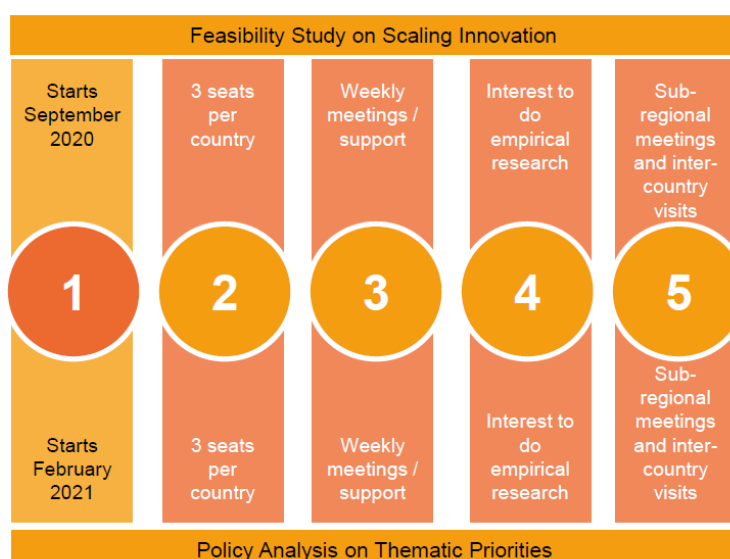 Feasibility Study on Scaling Innovation
Starts
September
2020
3 seats
per
country
Weekly
meetings /
support
Interest to
do
empirical
research
Sub-
regional
meetings
and inter-
country
visits
1
2
3
4
5
Starts
February
2021
3 seats
per
country
Weekly
meetings /
support
Interest to
do
empirical
research
Sub-
regional
meetings
and inter-
country
visits
Policy Analysis on Thematic Priorities